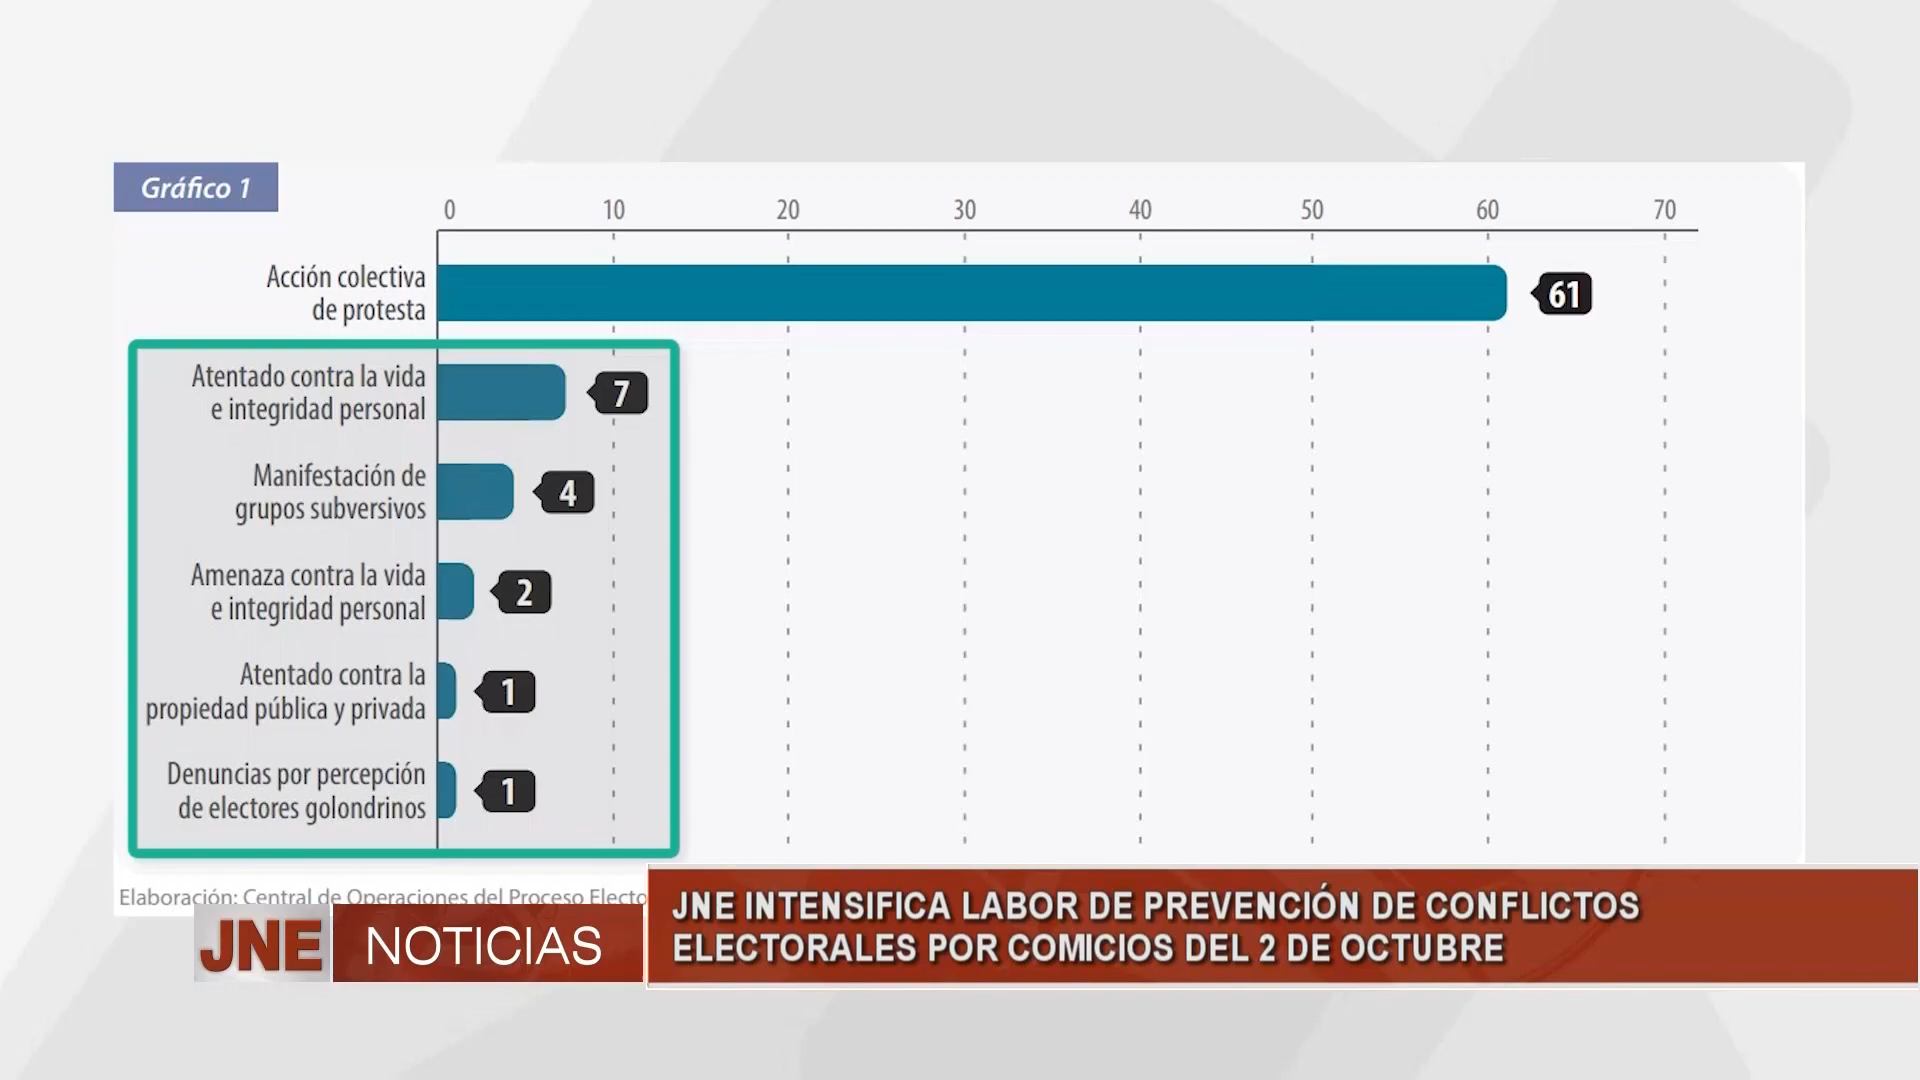 Gráfico 1
0 10 20 30 40 50 60 70
Acción colectiva
de protesta
61
Atentado contra la vida
e integridad personal
7
Manifestación de
grupos subversivos
4
Amenaza contra la vida
e integridad personal
2
Atentado contra la
propiedad pública y privada
1
Denuncias por percepción
de electores golondrinos
1
Elaboración: Central de Operaciones del Proceso Electo
JNE NOTICIAS
JNE INTENSIFICA LABOR DE PREVENCIÓN DE CONFLICTOS
ELECTORALES POR COMICIOS DEL 2 DE OCTUBRE